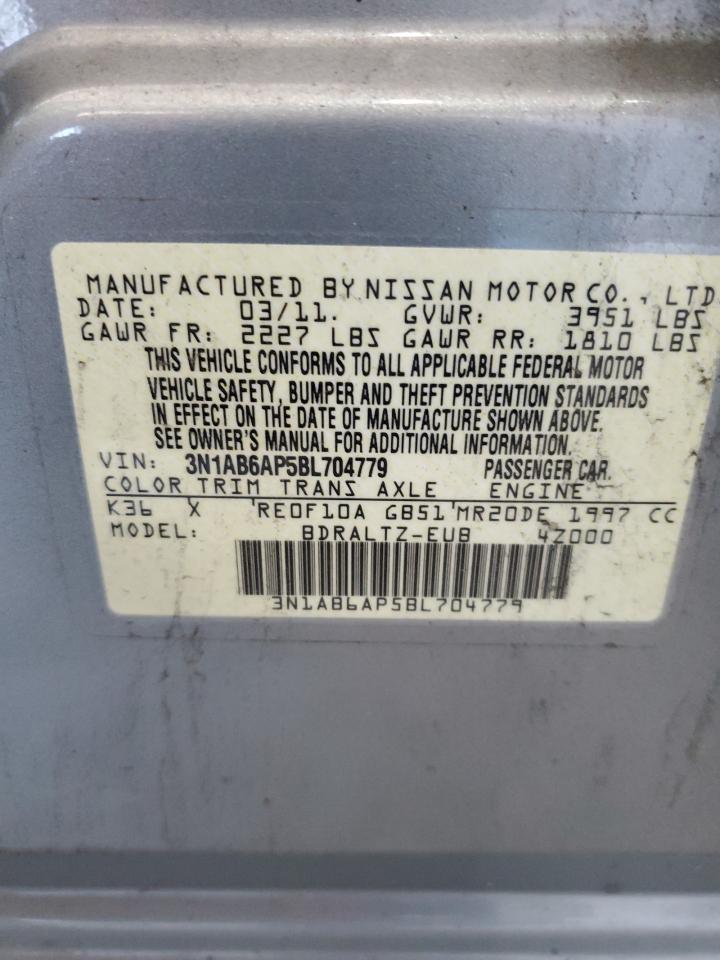 MANUFACTURED BY NISSAN MOTOR CO., LTD
DATE: 03/11. GVWR: 3951 LBS
GAWR FR: 2227 LBS GAWR RR: 1810 LBS
THIS VEHICLE CONFORMS TO ALL APPLICABLE FEDERAL MOTOR
VEHICLE SAFETY, BUMPER AND THEFT PREVENTION STANDARDS
IN EFFECT ON THE DATE OF MANUFACTURE SHOWN ABOVE.
SEE OWNER'S MANUAL FOR ADDITIONAL INFORMATION.
VIN: 3N1AB6AP5BL704779 PASSENGER CAR.
COLOR TRIM TRANS AXLE ENGINE
K36 X 'RE0F10A GB51'MR20DE 1997 CC
MODEL: BDRALTZ-EUB 4Z000
3N1AB6AP5BL704779